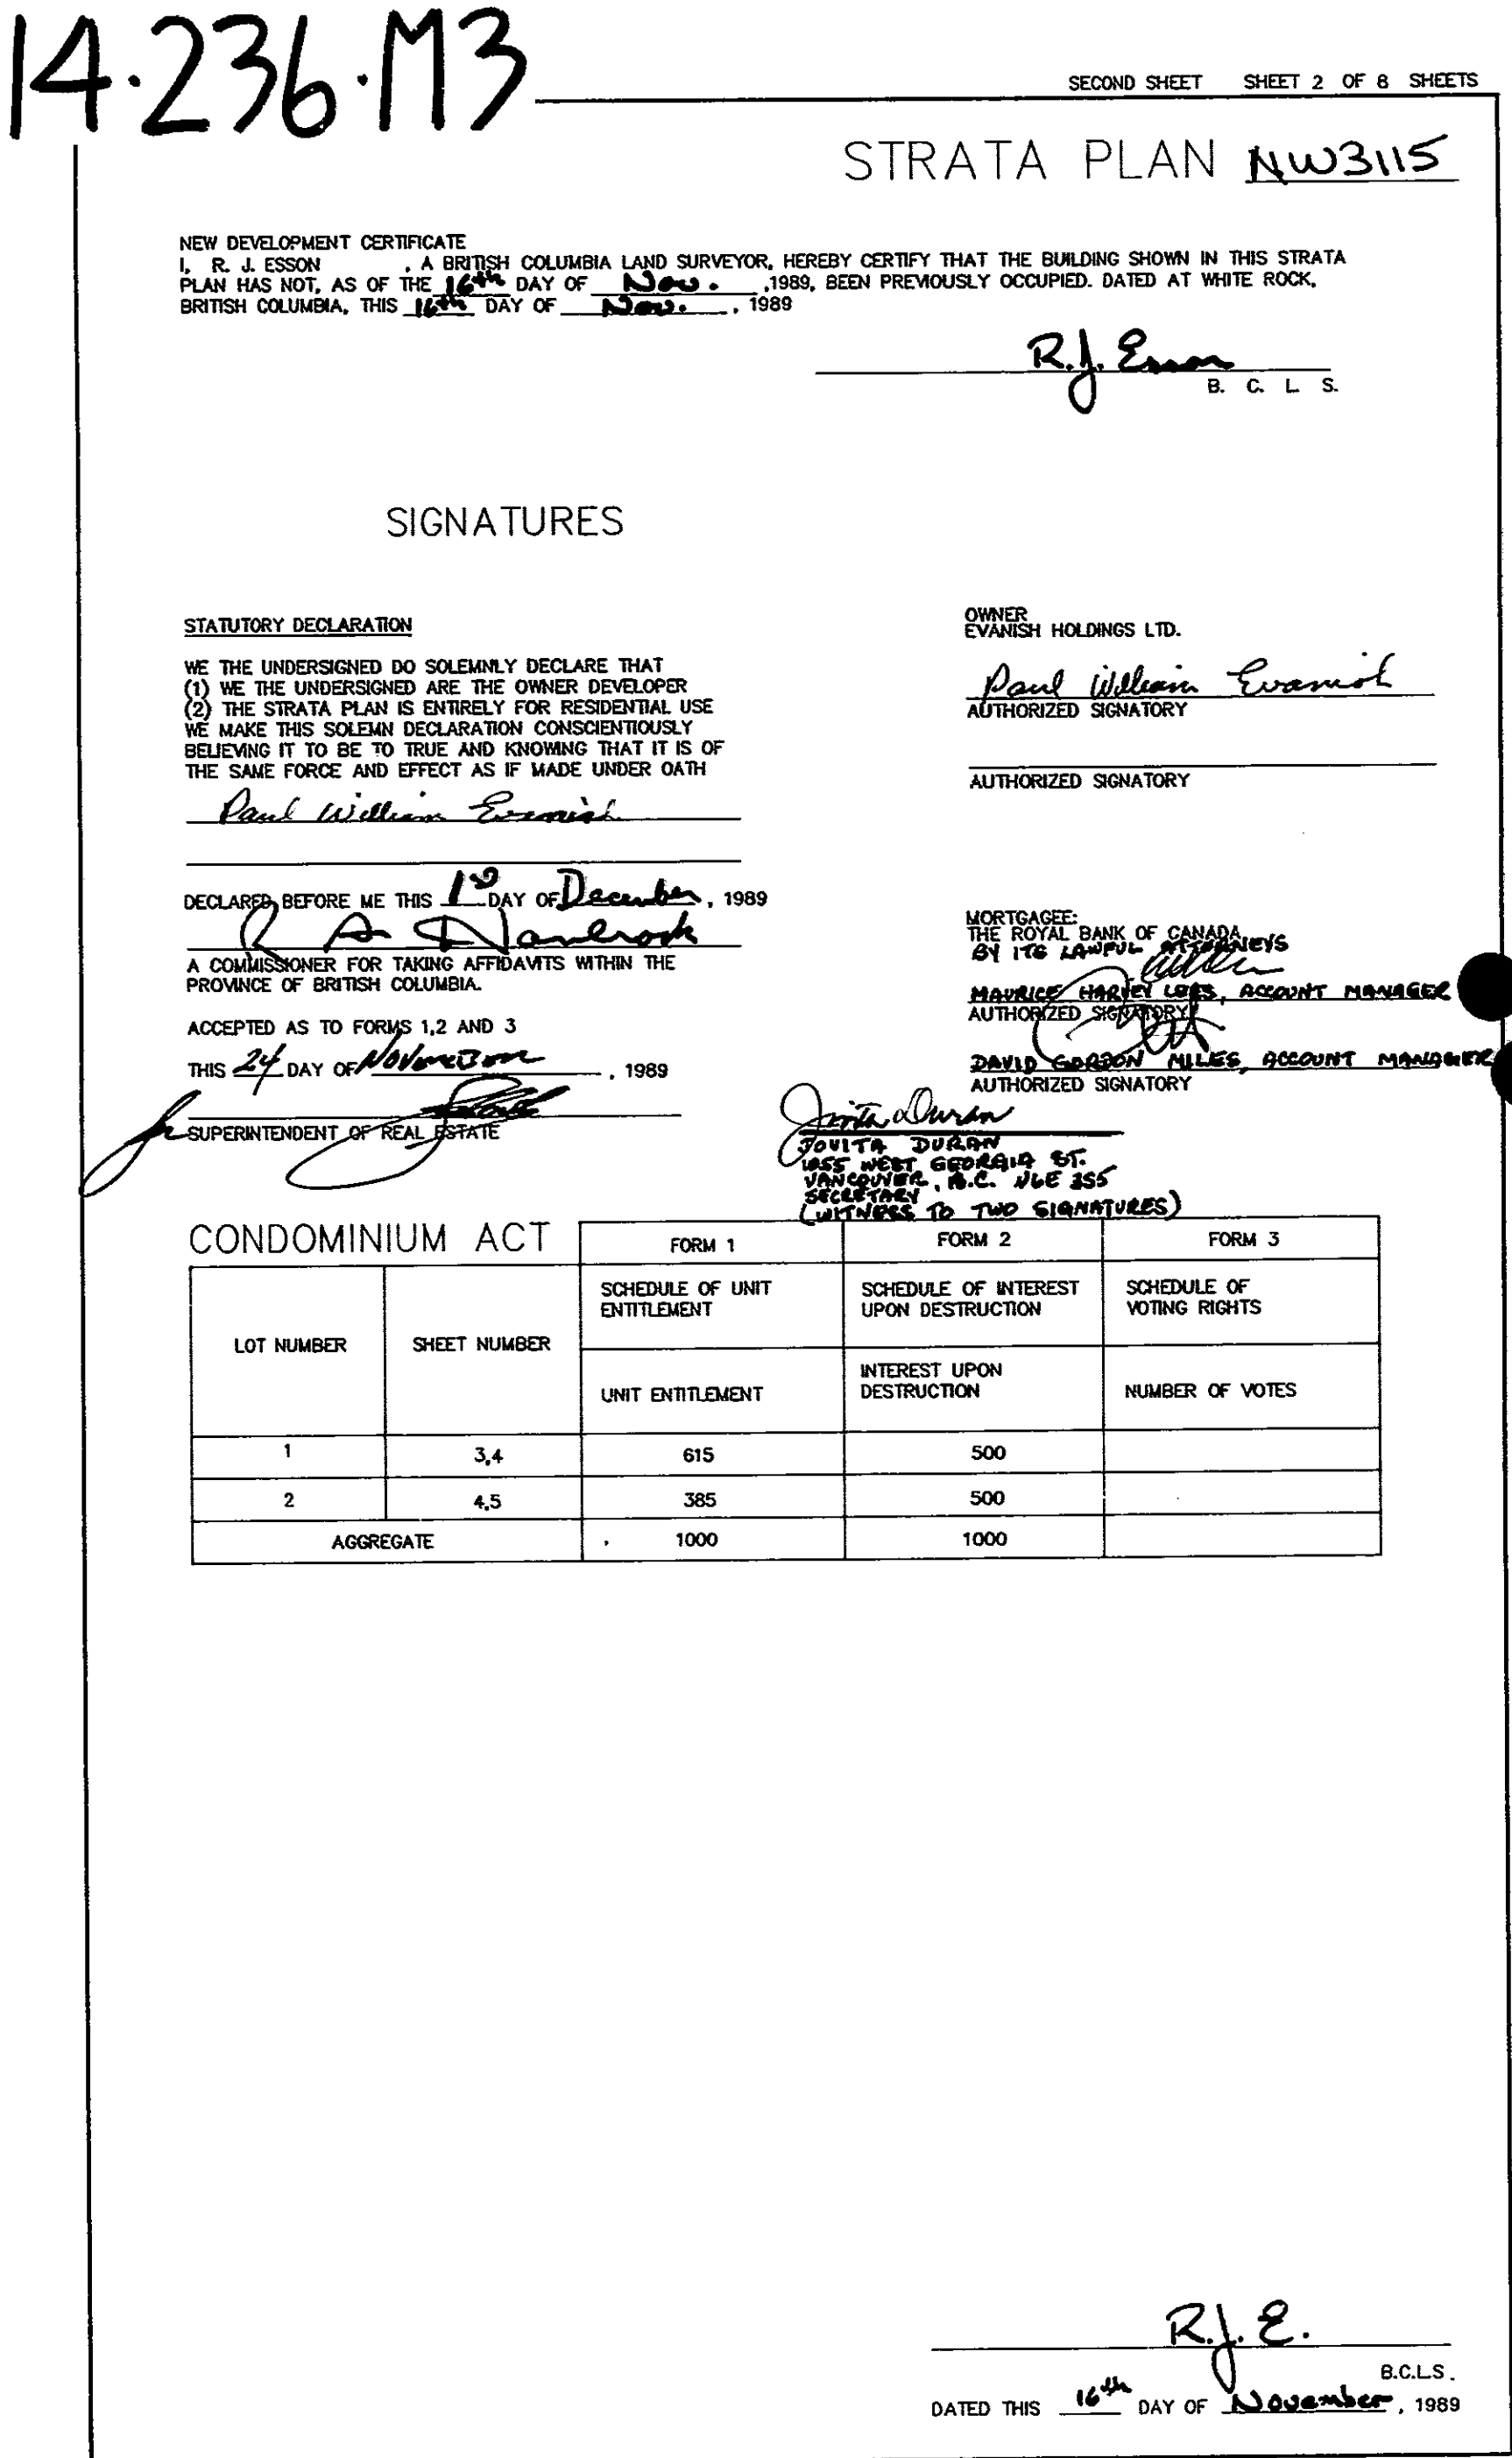 14.236.M3
SECOND SHEET SHEET 2 OF 8 SHEETS
STRATA PLAN NW3115
NEW DEVELOPMENT CERTIFICATE
I, R. J. ESSON , A BRITISH COLUMBIA LAND SURVEYOR, HEREBY CERTIFY THAT THE BUILDING SHOWN IN THIS STRATA
PLAN HAS NOT, AS OF THE 16th DAY OF Nov. ,1989, BEEN PREVIOUSLY OCCUPIED. DATED AT WHITE ROCK,
BRITISH COLUMBIA, THIS 16th DAY OF Nov. , 1989
R.J. Esson
B. C. L. S.
SIGNATURES
STATUTORY DECLARATION
WE THE UNDERSIGNED DO SOLEMNLY DECLARE THAT
(1) WE THE UNDERSIGNED ARE THE OWNER DEVELOPER
(2) THE STRATA PLAN IS ENTIRELY FOR RESIDENTIAL USE
WE MAKE THIS SOLEMN DECLARATION CONSCIENTIOUSLY
BELIEVING IT TO BE TO TRUE AND KNOWING THAT IT IS OF
THE SAME FORCE AND EFFECT AS IF MADE UNDER OATH
Paul William Evanish
DECLARED BEFORE ME THIS 1st DAY OF December, 1989
R A
A COMMISSIONER FOR TAKING AFFIDAVITS WITHIN THE
PROVINCE OF BRITISH COLUMBIA.
ACCEPTED AS TO FORMS 1,2 AND 3
THIS 24 DAY OF November , 1989
SUPERINTENDENT OF REAL ESTATE
OWNER
EVANISH HOLDINGS LTD.
Paul William Evanish
AUTHORIZED SIGNATORY
AUTHORIZED SIGNATORY
MORTGAGEE:
THE ROYAL BANK OF CANADA
BY ITS LAWFUL ATTORNEYS
MAURICE HARVEY , ACCOUNT MANAGER
AUTHORIZED SIGNATORY
DAVID GORDON MILES, ACCOUNT MANAGER
AUTHORIZED SIGNATORY
Jovita Duran
JOVITA DURAN
1055 WEST GEORGIA ST.
VANCOUVER, B.C. V6E 3S5
SECRETARY
(WITNESS TO TWO SIGNATURES)
CONDOMINIUM ACT
FORM 1 FORM 2 FORM 3
LOT NUMBER SHEET NUMBER
SCHEDULE OF UNIT
ENTITLEMENT
SCHEDULE OF INTEREST
UPON DESTRUCTION
SCHEDULE OF
VOTING RIGHTS
UNIT ENTITLEMENT
INTEREST UPON
DESTRUCTION
NUMBER OF VOTES
1 3,4 615 500
2 4,5 385 500
AGGREGATE 1000 1000
R.J.E.
B.C.L.S.
DATED THIS 16th DAY OF November, 1989